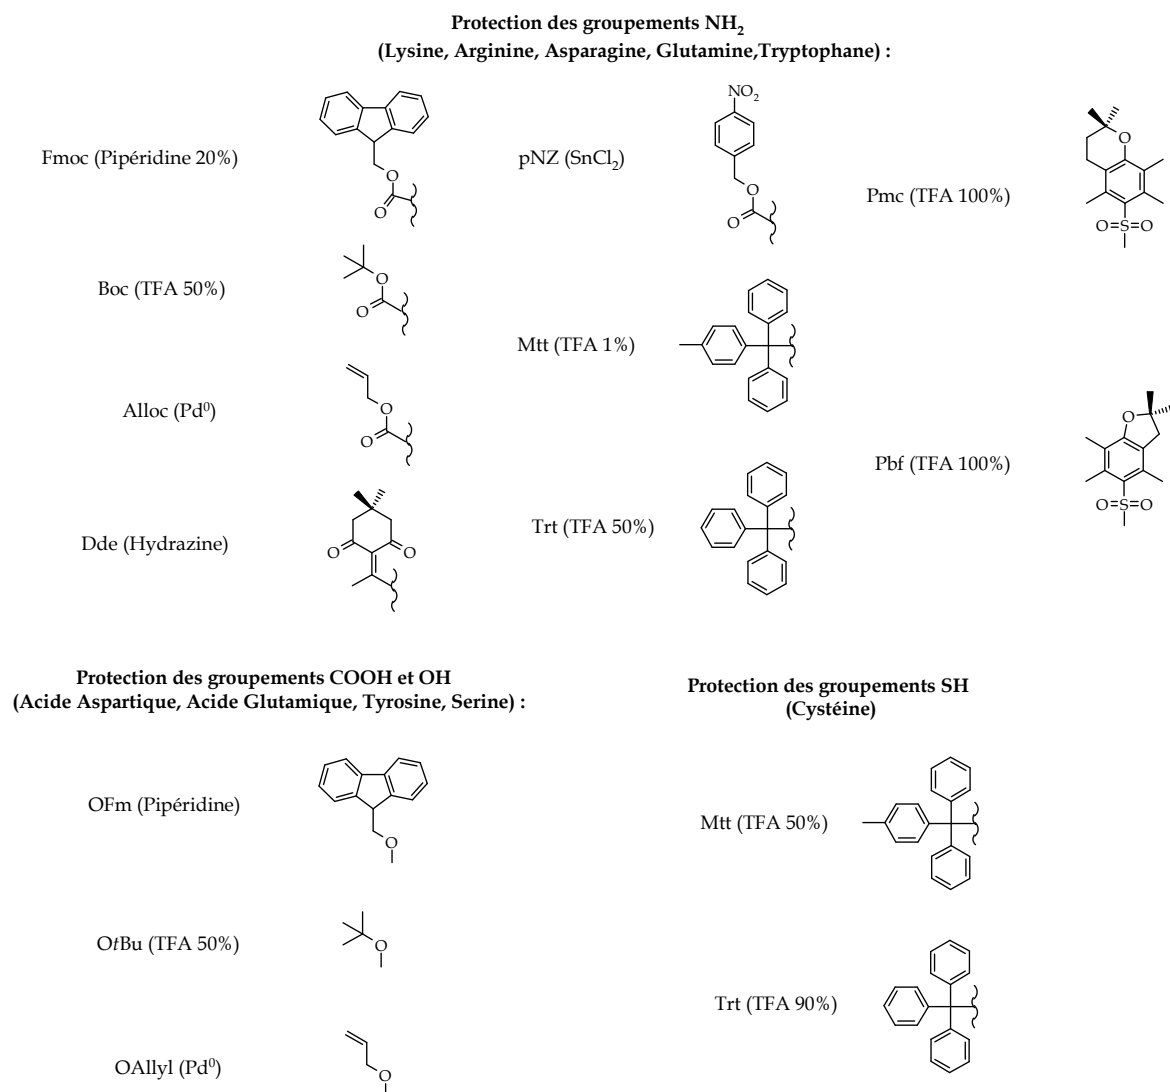 Protection des groupements NH2
(Lysine, Arginine, Asparagine, Glutamine,Tryptophane) :
Fmoc (Pipéridine 20%)
O
O
pNZ (SnCl2)
NO2
O
O
Pmc (TFA 100%)
O
O=S=O
Boc (TFA 50%)
O
O
Mtt (TFA 1%)
Alloc (Pd0)
O
O
Pbf (TFA 100%)
O
O=S=O
Dde (Hydrazine)
O
O
Trt (TFA 50%)
Protection des groupements COOH et OH
(Acide Aspartique, Acide Glutamique, Tyrosine, Serine) :
Protection des groupements SH
(Cystéine)
OFm (Pipéridine)
O
Mtt (TFA 50%)
OtBu (TFA 50%)
O
Trt (TFA 90%)
OAllyl (Pd0)
O